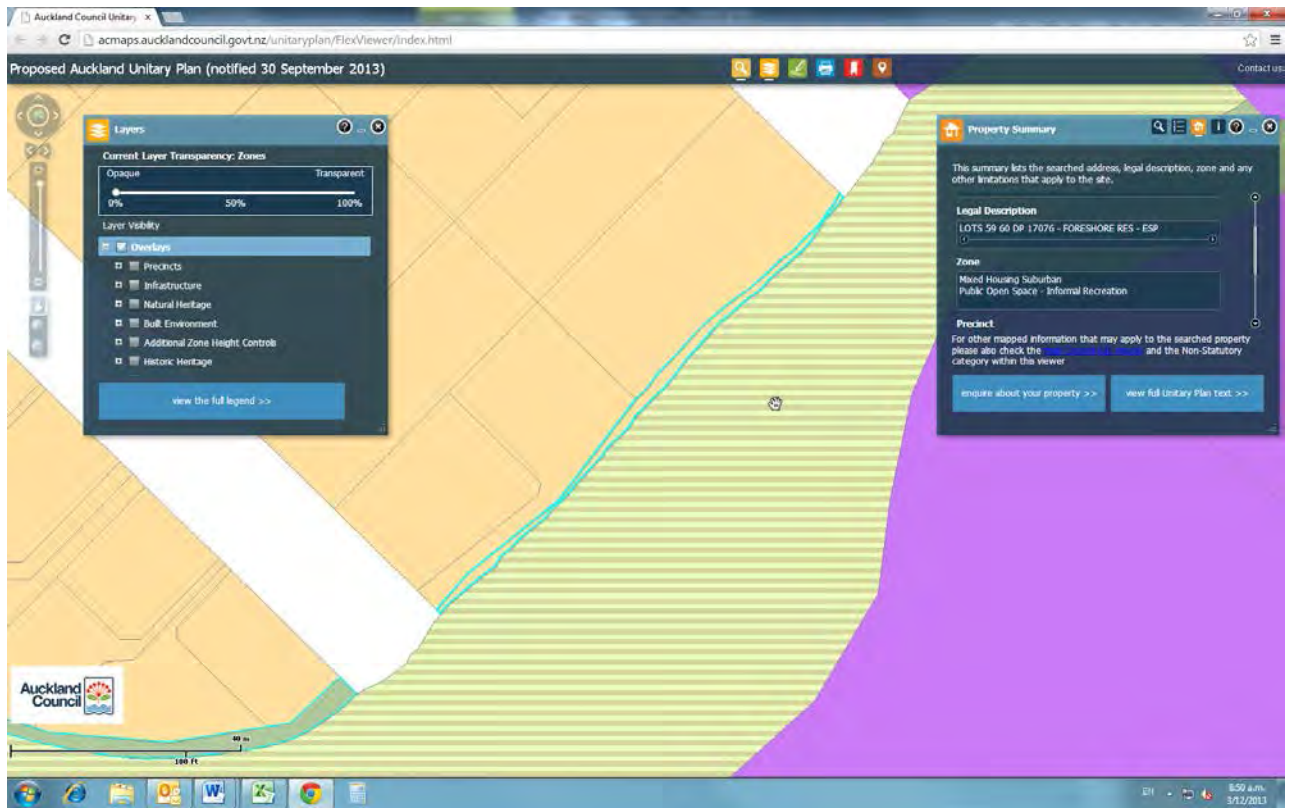 Auckland Council Unitary
acmaps.aucklandcouncil.govt.nz/unitaryplan/FlexViewer/index.html
Proposed Auckland Unitary Plan (notified 30 September 2013)
Contact us
Layers
Current Layer Transparency: Zones
Opaque Transparent
0% 50% 100%
Layer Visibility
Overlays
Precincts
Infrastructure
Natural Heritage
Built Environment
Additional Zone Height Controls
Historic Heritage
view the full legend >>
Property Summary
This summary lists the searched address, legal description, zone and any
other limitations that apply to the site.
Legal Description
LOTS 59 60 DP 17076 - FORESHORE RES - ESP
Zone
Mixed Housing Suburban
Public Open Space - Informal Recreation
Precinct
For other mapped information that may apply to the searched property
please also check the and the Non-Statutory
category within this viewer
enquire about your property >> view full Unitary Plan text >>
Auckland
Council
40 m
100 ft
EN
8:50 a.m.
3/12/2013